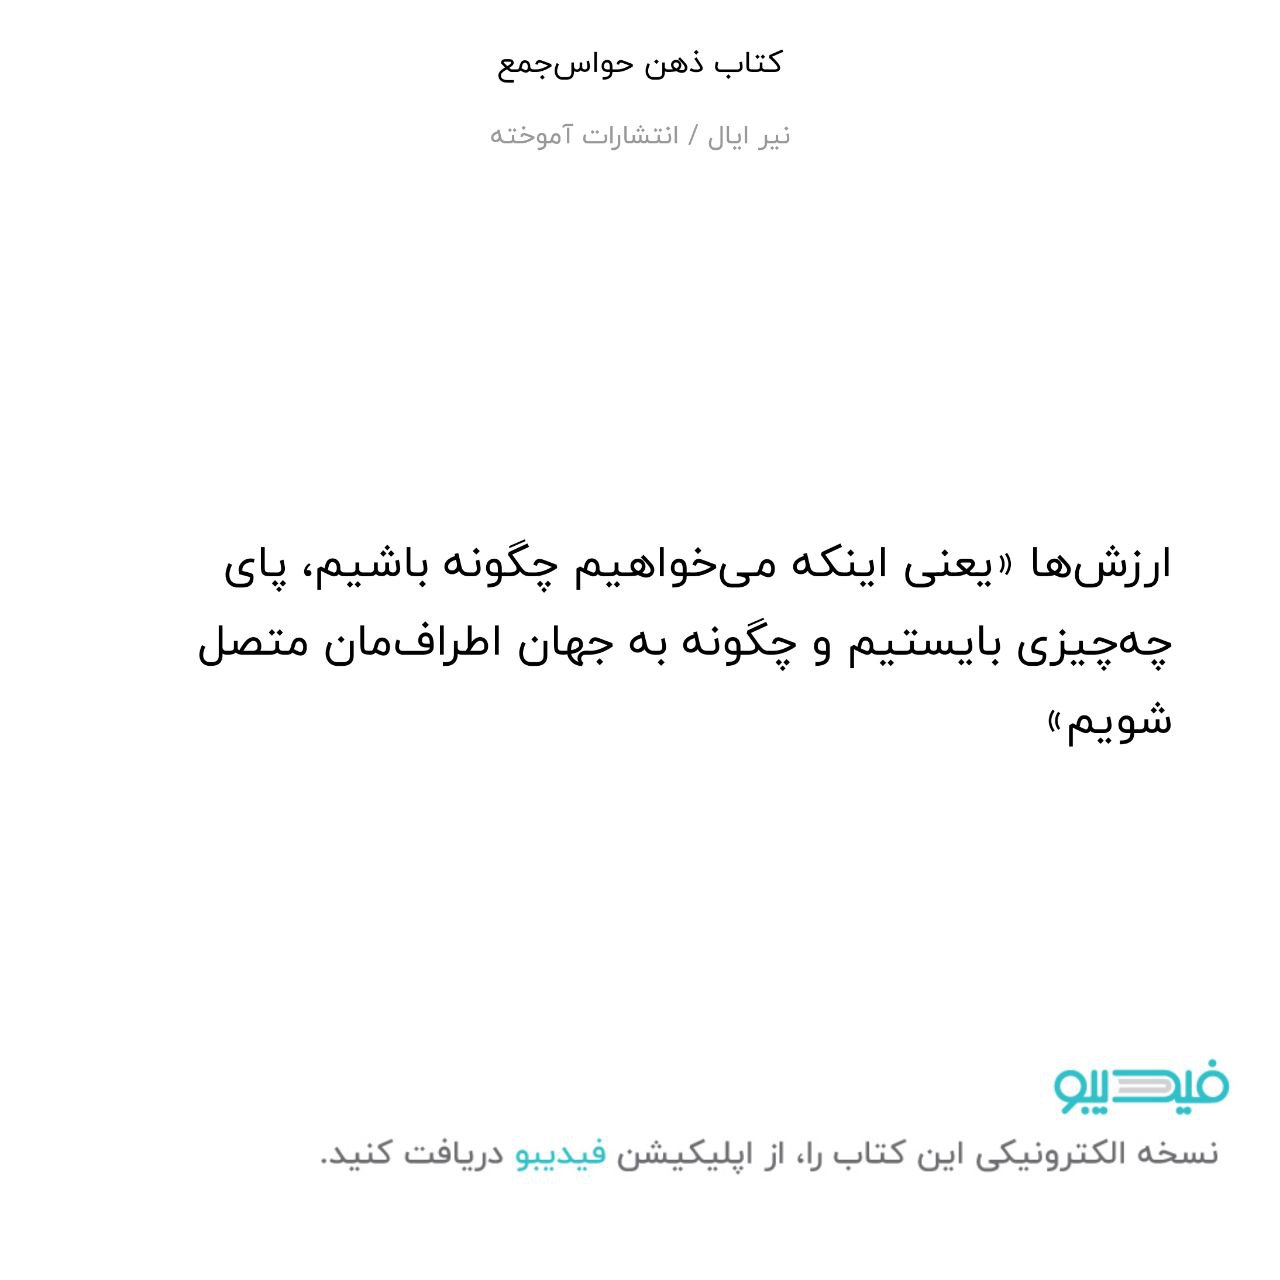 کتاب ذهن حواس‌جمع
نیر ایال / انتشارات آموخته
ارزش‌ها «یعنی اینکه می‌خواهیم چگونه باشیم، پای
چه‌چیزی بایستیم و چگونه به جهان اطراف‌مان متصل
شویم»
فیدیبو
نسخه الکترونیکی این کتاب را، از اپلیکیشن فیدیبو دریافت کنید.